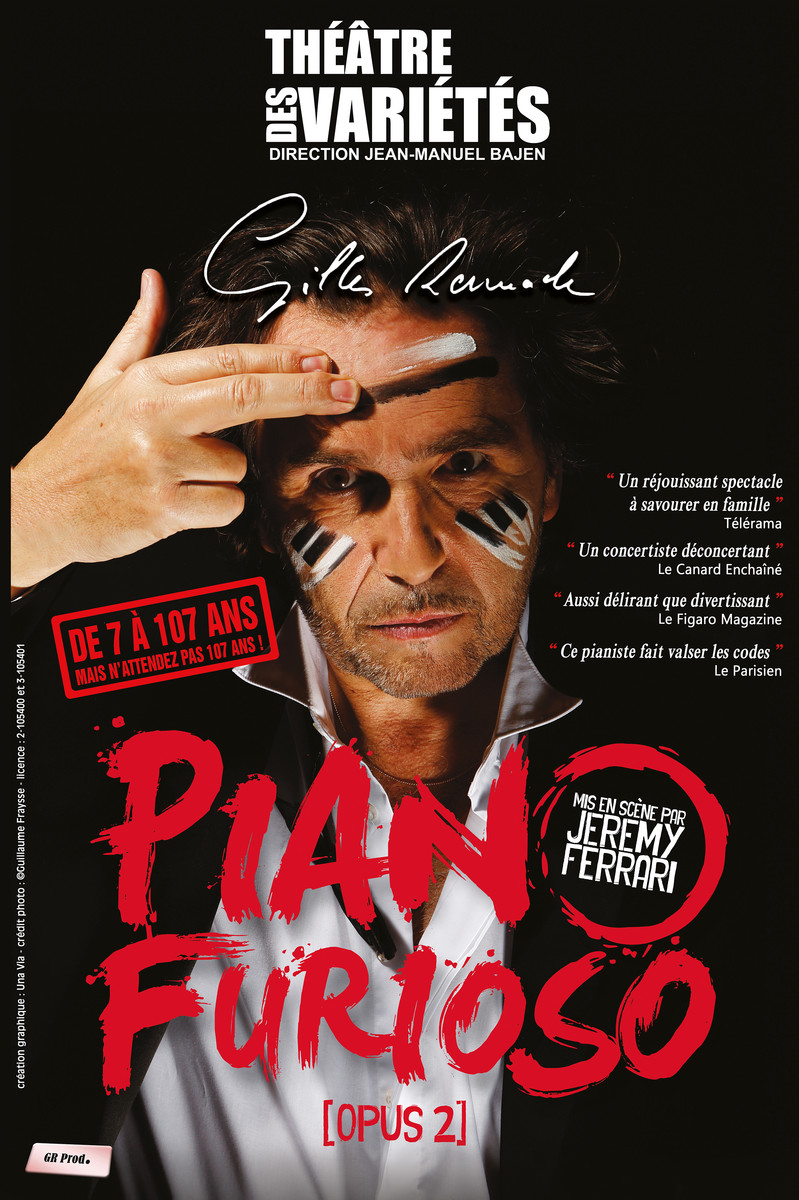 THÉÂTRE
DES VARIÉTÉS
DIRECTION JEAN-MANUEL BAJEN
Gilles Ramade
“ Un réjouissant spectacle
à savourer en famille ”
Télérama
“ Un concertiste déconcertant ”
Le Canard Enchaîné
“ Aussi délirant que divertissant ”
Le Figaro Magazine
“ Ce pianiste fait valser les codes ”
Le Parisien
DE 7 À 107 ANS
MAIS N'ATTENDEZ PAS 107 ANS !
PIANO
MIS EN SCÈNE PAR
JEREMY
FERRARI
FURIOSO
[OPUS 2]
création graphique : Una Via - crédit photo : ©Guillaume Fraysse - licence : 2-105400 et 3-105401
GR Prod.